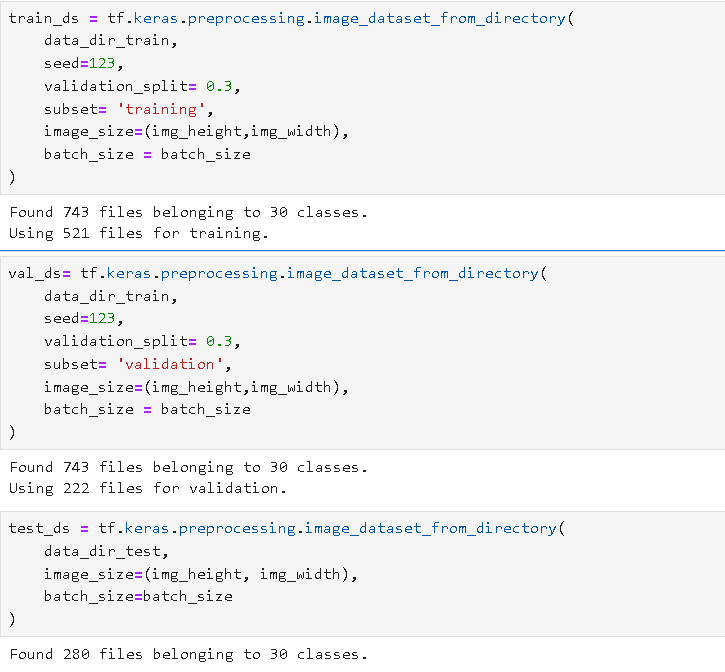 train_ds = tf.keras.preprocessing.image_dataset_from_directory(
    data_dir_train,
    seed=123,
    validation_split= 0.3,
    subset= 'training',
    image_size=(img_height,img_width),
    batch_size = batch_size
)
Found 743 files belonging to 30 classes.
Using 521 files for training.
val_ds= tf.keras.preprocessing.image_dataset_from_directory(
    data_dir_train,
    seed=123,
    validation_split= 0.3,
    subset= 'validation',
    image_size=(img_height,img_width),
    batch_size = batch_size
)
Found 743 files belonging to 30 classes.
Using 222 files for validation.
test_ds = tf.keras.preprocessing.image_dataset_from_directory(
    data_dir_test,
    image_size=(img_height, img_width),
    batch_size=batch_size
)
Found 280 files belonging to 30 classes.